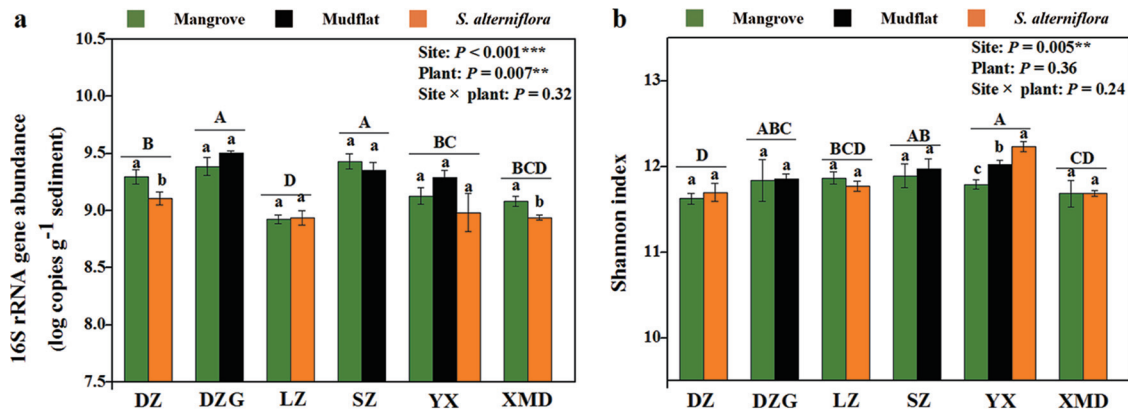 a
Mangrove Mudflat S. alterniflora
16S rRNA gene abundance
(log copies g-1 sediment)
10.5
10.0
9.5
9.0
8.5
8.0
7.5
Site: P < 0.001***
Plant: P = 0.007**
Site × plant: P = 0.32
B A D A BC BCD
a b a a a a a a a a a a b
DZ DZG LZ SZ YX XMD
b
Mangrove Mudflat S. alterniflora
Shannon index
13
12
11
10
Site: P = 0.005**
Plant: P = 0.36
Site × plant: P = 0.24
D ABC BCD AB A CD
a a a a a a a a c b a a a
DZ DZG LZ SZ YX XMD